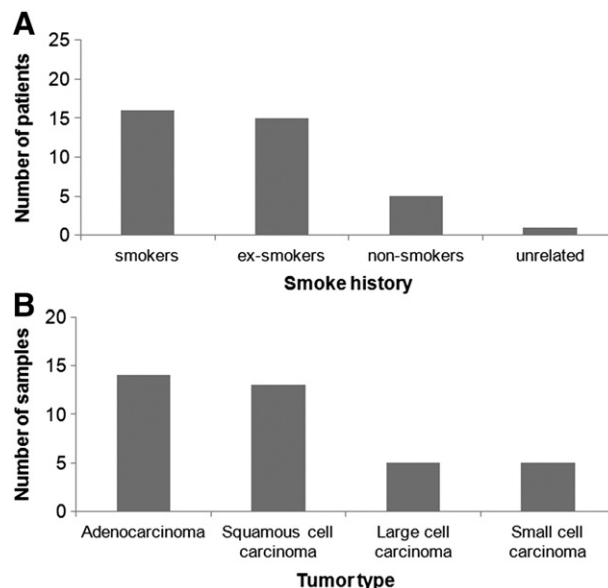 A
Number of patients
25
20
15
10
5
0
smokers ex-smokers non-smokers unrelated
Smoke history
B
Number of samples
20
15
10
5
0
Adenocarcinoma Squamous cell Large cell Small cell
carcinoma carcinoma carcinoma
Tumor type